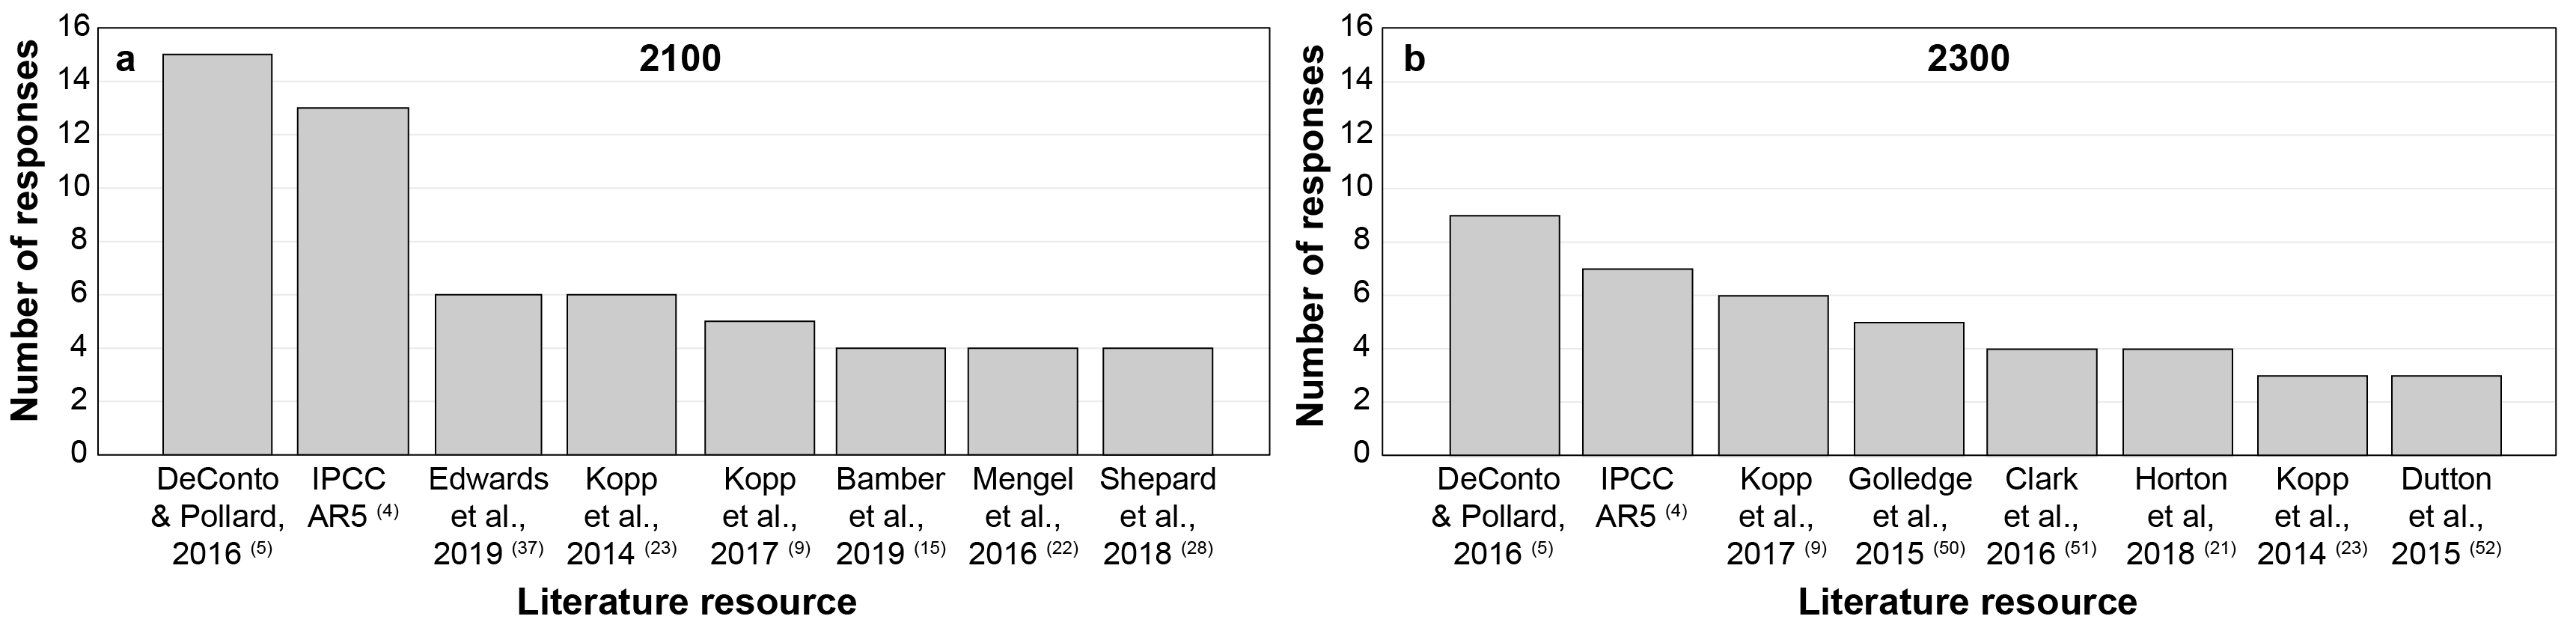 a
2100
Number of responses
16
14
12
10
8
6
4
2
0
DeConto
& Pollard,
2016 (5)
IPCC
AR5 (4)
Edwards
et al.,
2019 (37)
Kopp
et al.,
2014 (23)
Kopp
et al.,
2017 (9)
Bamber
et al.,
2019 (15)
Mengel
et al.,
2016 (22)
Shepard
et al.,
2018 (28)
Literature resource
b
2300
Number of responses
16
14
12
10
8
6
4
2
0
DeConto
& Pollard,
2016 (5)
IPCC
AR5 (4)
Kopp
et al.,
2017 (9)
Golledge
et al.,
2015 (50)
Clark
et al.,
2016 (51)
Horton
et al,
2018 (21)
Kopp
et al.,
2014 (23)
Dutton
et al.,
2015 (52)
Literature resource